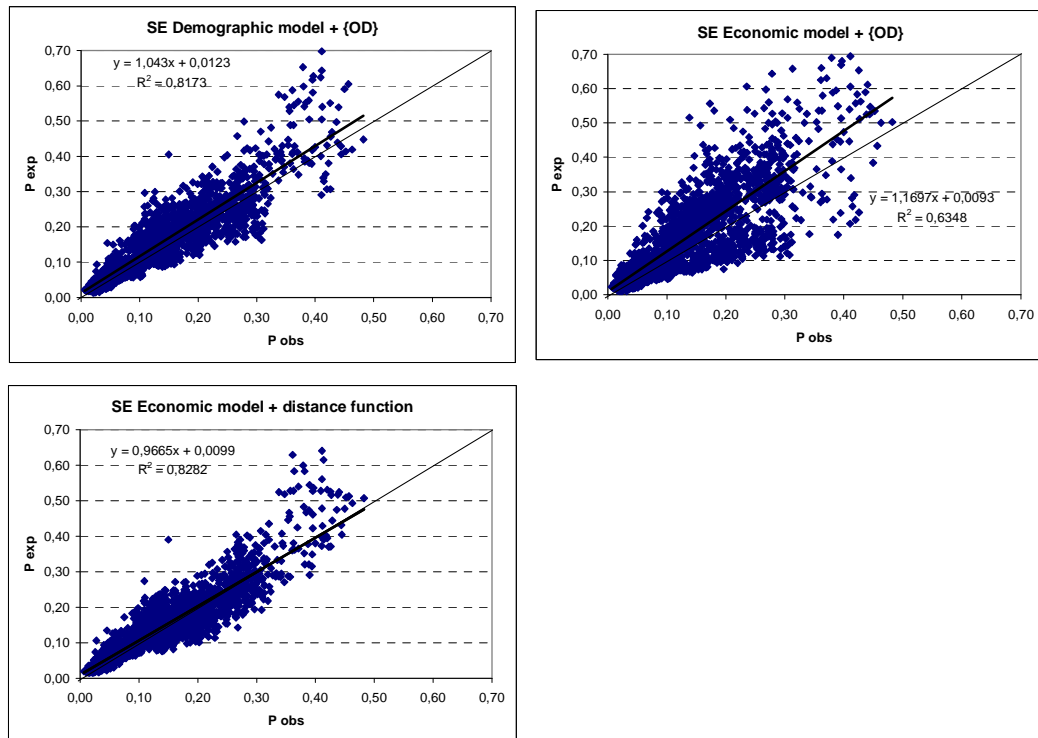 SE Demographic model + {OD}
y = 1,043x + 0,0123
R² = 0,8173
0,70
0,60
0,50
0,40
0,30
0,20
0,10
0,00
P exp
0,00 0,10 0,20 0,30 0,40 0,50 0,60 0,70
P obs
SE Economic model + {OD}
0,70
0,60
0,50
0,40
0,30
0,20
0,10
0,00
P exp
y = 1,1697x + 0,0093
R² = 0,6348
0,00 0,10 0,20 0,30 0,40 0,50 0,60 0,70
P obs
SE Economic model + distance function
y = 0,9665x + 0,0099
R² = 0,8282
0,70
0,60
0,50
0,40
0,30
0,20
0,10
0,00
P exp
0,00 0,10 0,20 0,30 0,40 0,50 0,60 0,70
P obs